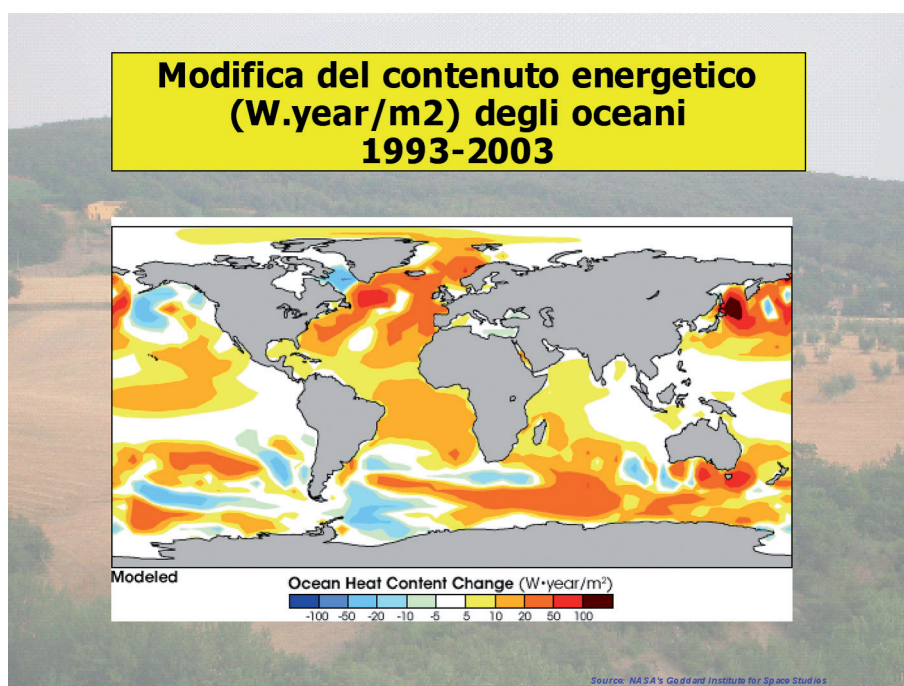 Modifica del contenuto energetico
(W.year/m2) degli oceani
1993-2003
Modeled
Ocean Heat Content Change (W•year/m²)
-100 -50 -20 -10 -5 5 10 20 50 100
Source: NASA's Goddard Institute for Space Studies